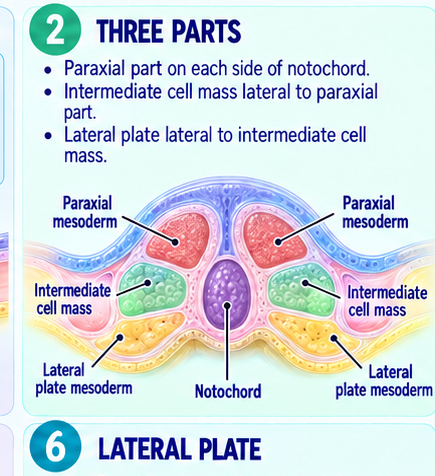 2 THREE PARTS
• Paraxial part on each side of notochord.
• Intermediate cell mass lateral to paraxial
part.
• Lateral plate lateral to intermediate cell
mass.
Paraxial
mesoderm
Paraxial
mesoderm
Intermediate
cell mass
Intermediate
cell mass
Lateral
plate mesoderm
Notochord
Lateral
plate mesoderm
6 LATERAL PLATE